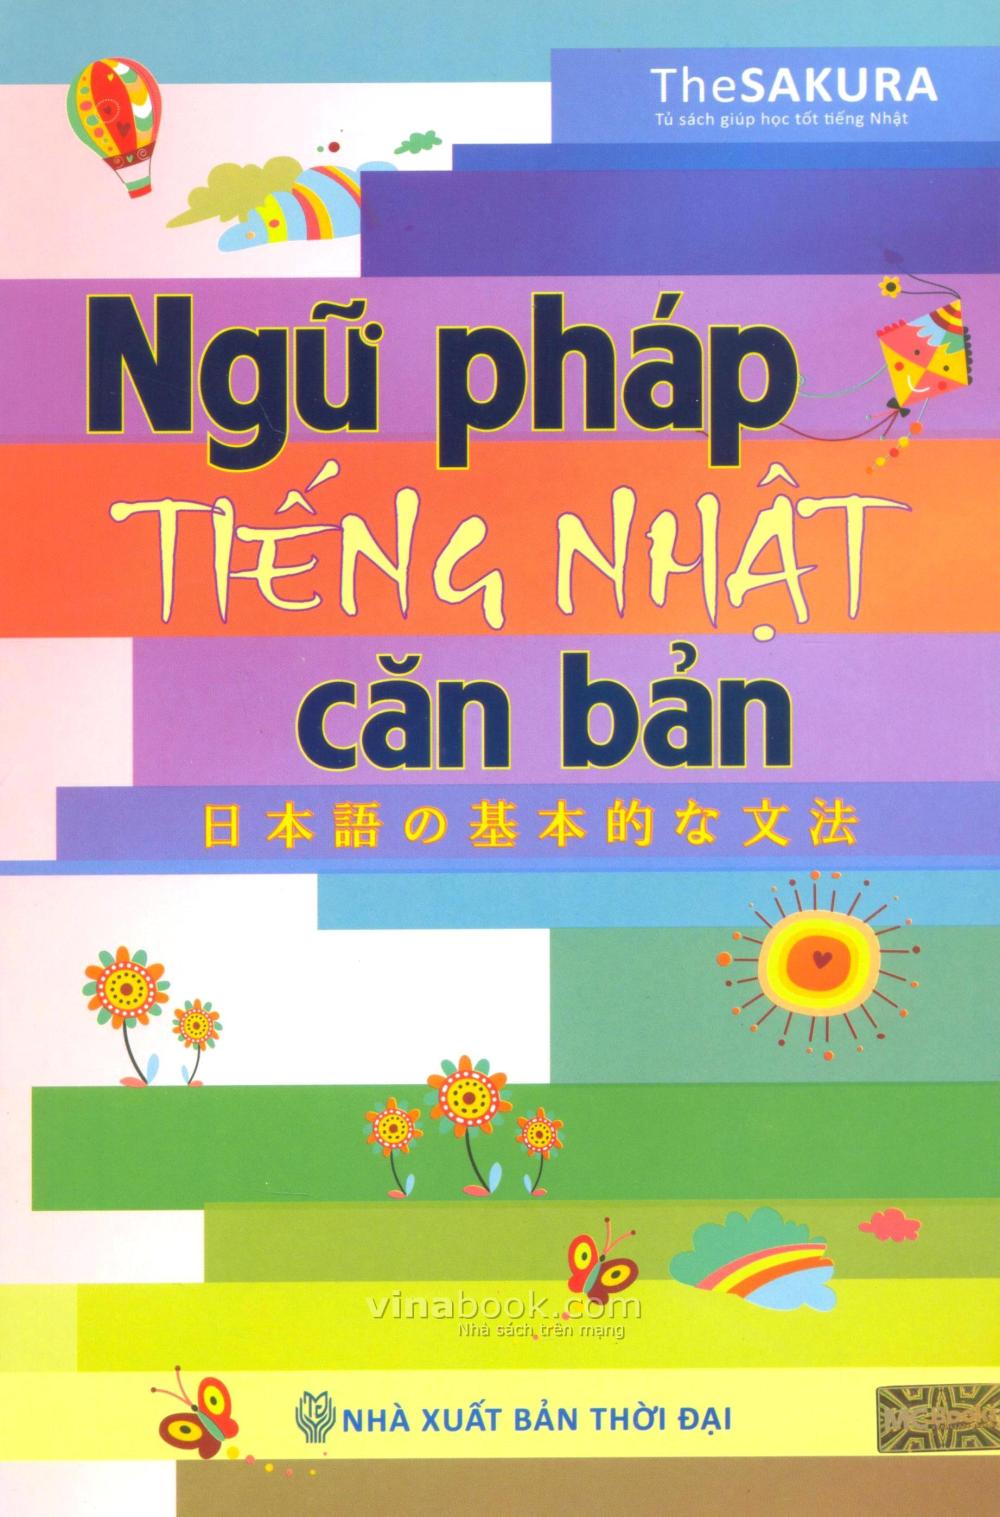 TheSAKURA
Tủ sách giúp học tốt tiếng Nhật
Ngữ pháp
TIẾNG NHẬT
căn bản
日本語の基本的な文法
vinabook.com
Nhà sách trên mạng
NHÀ XUẤT BẢN THỜI ĐẠI
MCBooks